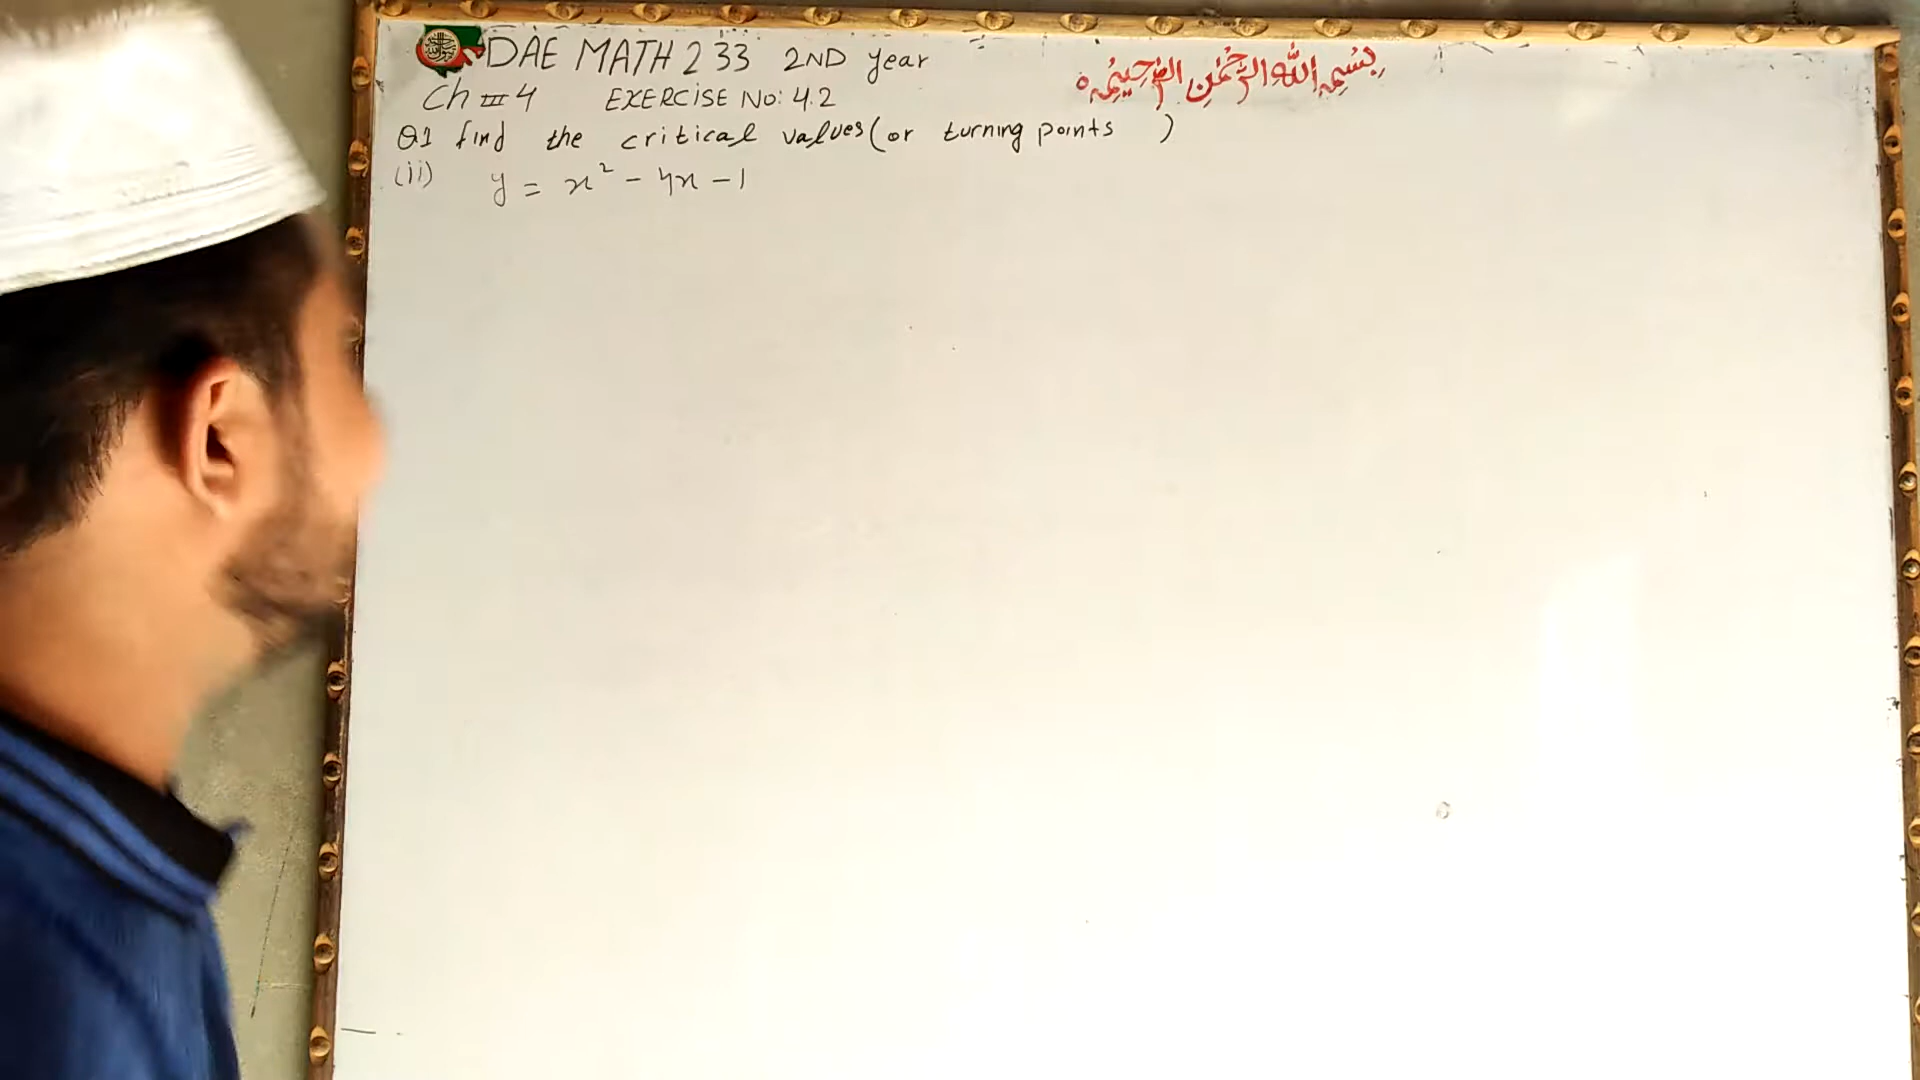 DAE MATH 233 2ND year
بِسْمِ اللهِ الرَّحْمٰنِ الرَّحِيْمِ
Ch # 4 EXERCISE No: 4.2
Q1 find the critical values (or turning points )
(ii) y = x² - 4x - 1